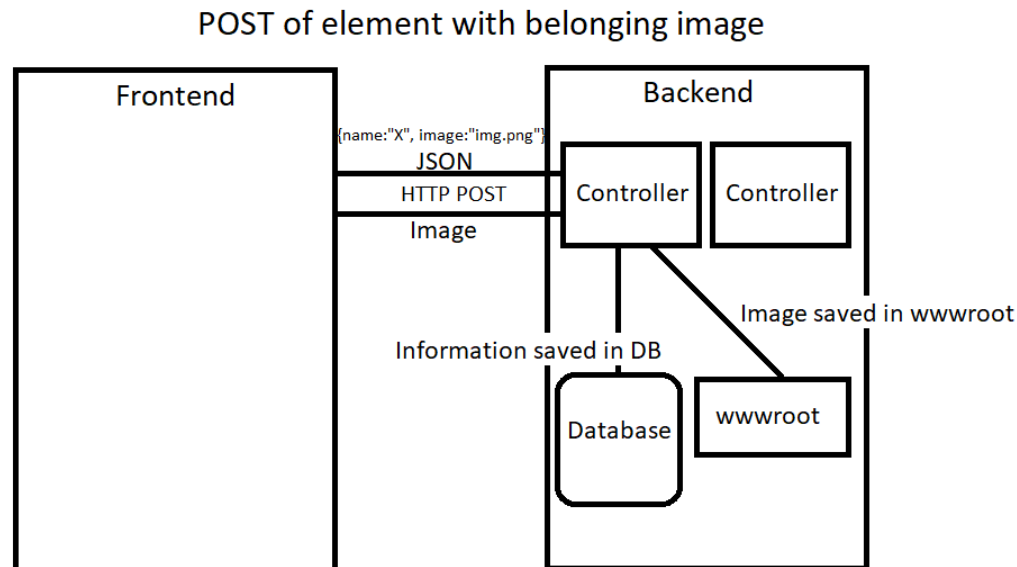 POST of element with belonging image
Frontend
Backend
{name:"X", image:"img.png"}
JSON
HTTP POST
Image
Controller
Controller
Image saved in wwwroot
Information saved in DB
Database
wwwroot